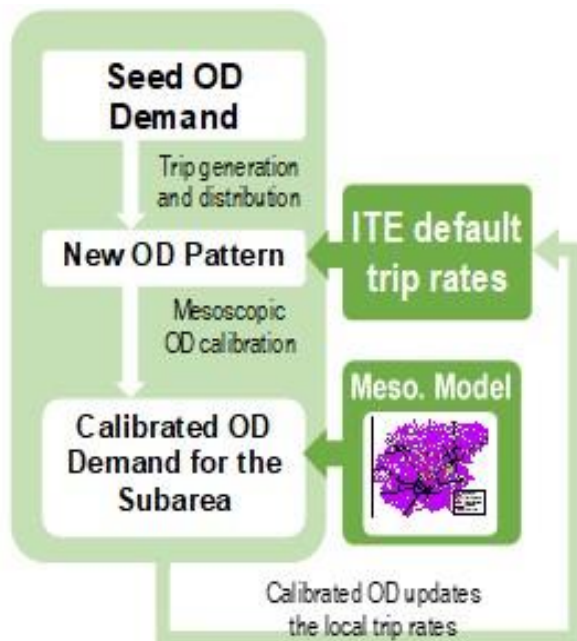 Seed OD
Demand
Trip generation
and distribution
New OD Pattern
ITE default
trip rates
Mesoscopic
OD calibration
Meso. Model
Calibrated OD
Demand for the
Subarea
Calibrated OD updates
the local trip rates